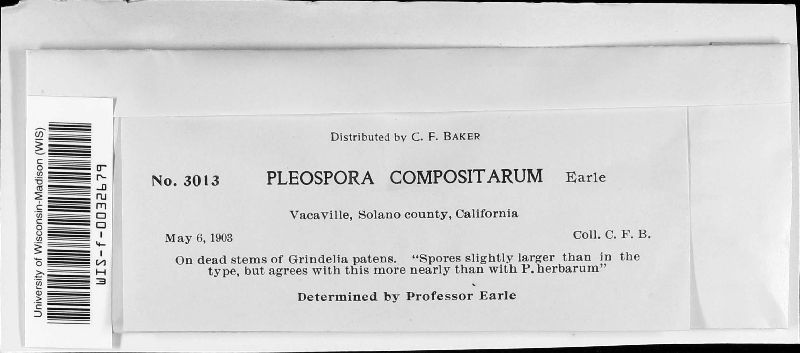 Distributed by C. F. BAKER
No. 3013 PLEOSPORA COMPOSITARUM Earle
Vacaville, Solano county, California
May 6, 1903 Coll. C. F. B.
On dead stems of Grindelia patens. "Spores slightly larger than in the
type, but agrees with this more nearly than with P. herbarum"
Determined by Professor Earle
University of Wisconsin-Madison (WIS)
WIS-f-0032679